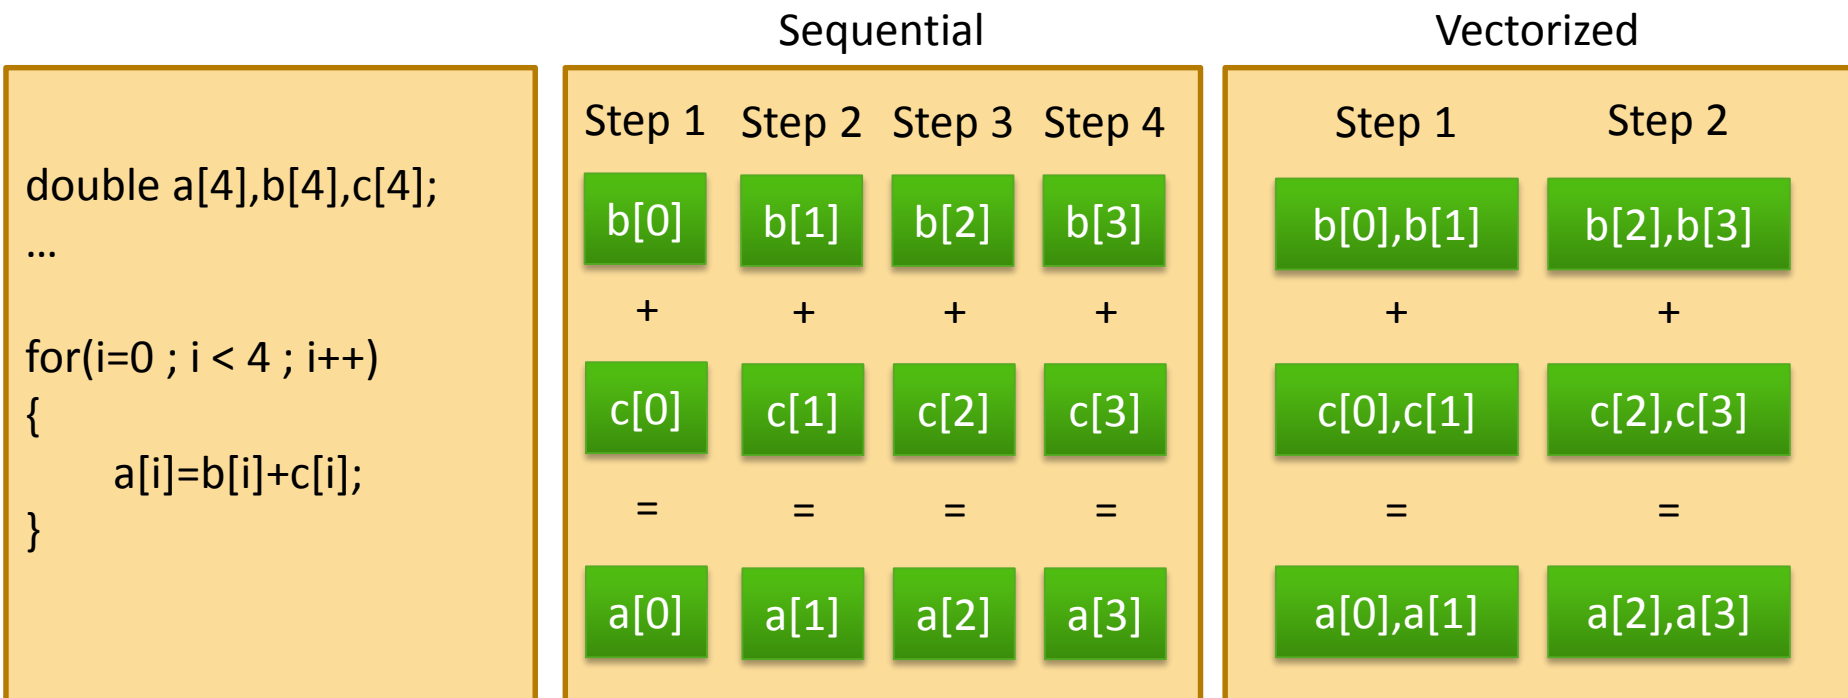 Sequential
Vectorized
double a[4],b[4],c[4];
...
for(i=0 ; i < 4 ; i++)
{
a[i]=b[i]+c[i];
}
Step 1 Step 2 Step 3 Step 4
b[0] b[1] b[2] b[3]
+ + + +
c[0] c[1] c[2] c[3]
= = = =
a[0] a[1] a[2] a[3]
Step 1 Step 2
b[0],b[1] b[2],b[3]
+ +
c[0],c[1] c[2],c[3]
= =
a[0],a[1] a[2],a[3]